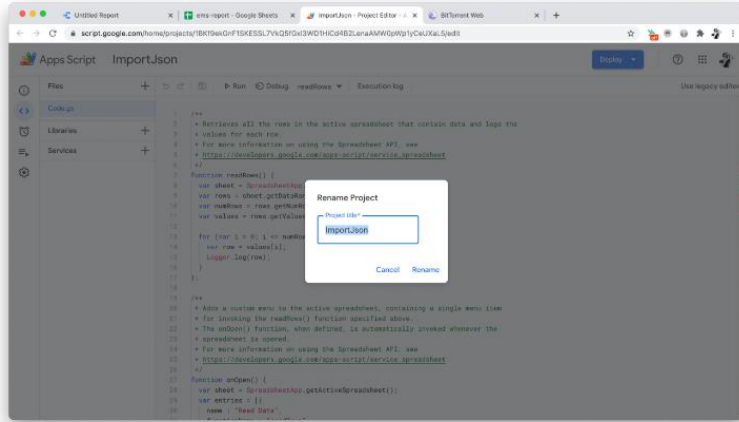 Untitled Report
ems-report - Google Sheets
ImportJson - Project Editor - A
BitTorrent Web
script.google.com/home/projects/
Apps Script ImportJson
Deploy
Files
Run Debug readRows Execution log
Use legacy editor
Code.gs
Libraries
Services
/**
* Retrieves all the rows in the active spreadsheet that contain data and logs the
* values for each row.
* For more information on using the Spreadsheet API, see
* https://developers.google.com/apps-script/service_spreadsheet
*/
function readRows() {
var sheet = SpreadsheetApp.
var rows = sheet.getDataRan
var numRows = rows.getNumR
var values = rows.getValues
for (var i = 0; i <= numRow
var row = values[i];
Logger.log(row);
}
};
/**
* Adds a custom menu to the active spreadsheet, containing a single menu item
* for invoking the readRows() function specified above.
* The onOpen() function, when defined, is automatically invoked whenever the
* spreadsheet is opened.
* For more information on using the Spreadsheet API, see
* https://developers.google.com/apps-script/service_spreadsheet
*/
function onOpen() {
var sheet = SpreadsheetApp.getActiveSpreadsheet();
var entries = [{
name : "Read Data",
Rename Project
Project title*
ImportJson
Cancel Rename